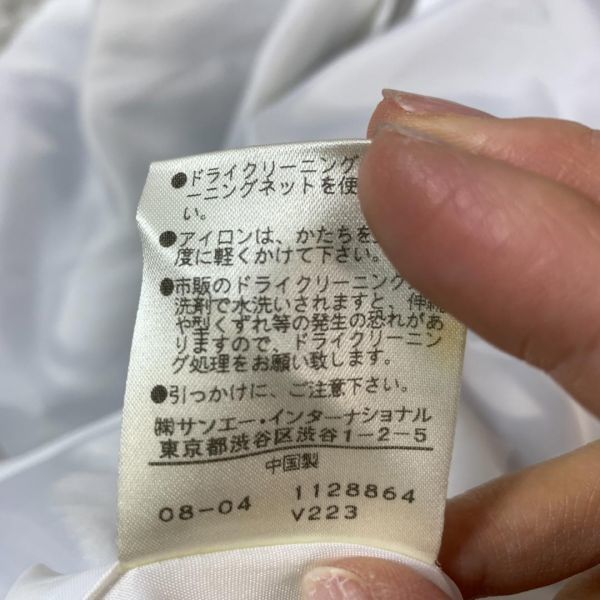 ●ドライクリーニング
ーニングネットを使
い。
●アイロンは、かたちを
度に軽くかけて下さい。
●市販のドライクリーニング
洗剤で水洗いされますと、伸縮
や型くずれ等の発生の恐れがあ
りますので、ドライクリーニン
グ処理をお願い致します。
●引っかけに、ご注意下さい。
㈱サンエー・インターナショナル
東京都渋谷区渋谷1-2-5
中国製
08-04 1128864
V223